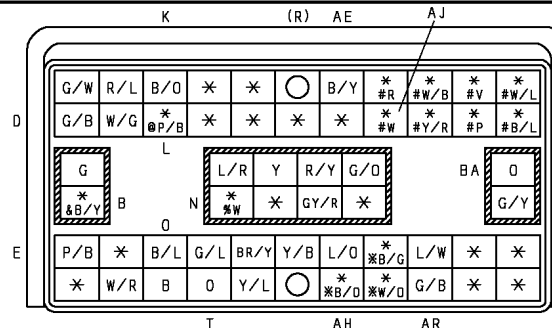 K (R) AE AJ
G/W R/L B/O * * B/Y * * * *
#R #W/B #V #W/L
D
G/B W/G * * * * * * * * *
@P/B #W #Y/R #P #B/L
L
G L/R Y R/Y G/O BA O
* B N * * GY/R * G/Y
&B/Y %W
O
E P/B * B/L G/L BR/Y Y/B L/O * L/W * *
※B/G
* W/R B O Y/L * * G/B * *
※B/O ※W/O
T AH AR